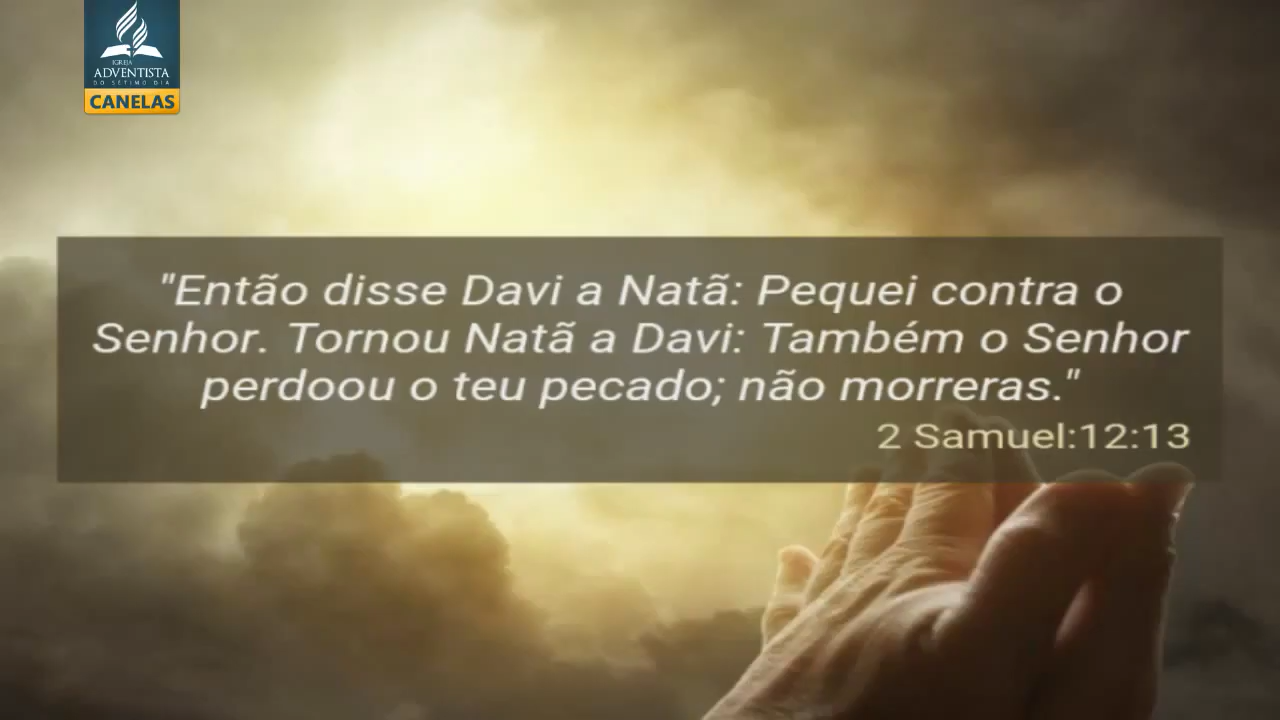 IGREJA
ADVENTISTA
DO SÉTIMO DIA
CANELAS
"Então disse Davi a Natã: Pequei contra o
Senhor. Tornou Natã a Davi: Também o Senhor
perdoou o teu pecado; não morreras."
2 Samuel:12:13